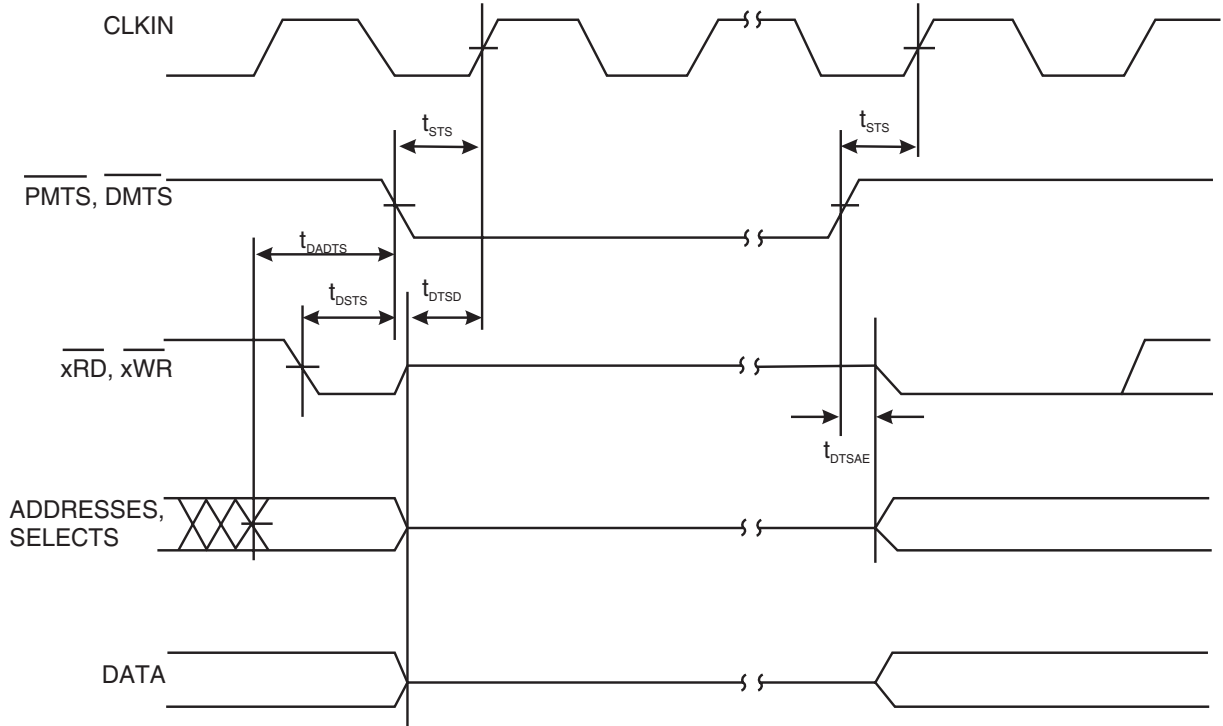 CLKIN
tSTS
tSTS
PMTS, DMTS
tDADTS
tDSTS
tDTSD
xRD, xWR
tDTSAE
ADDRESSES,
SELECTS
DATA